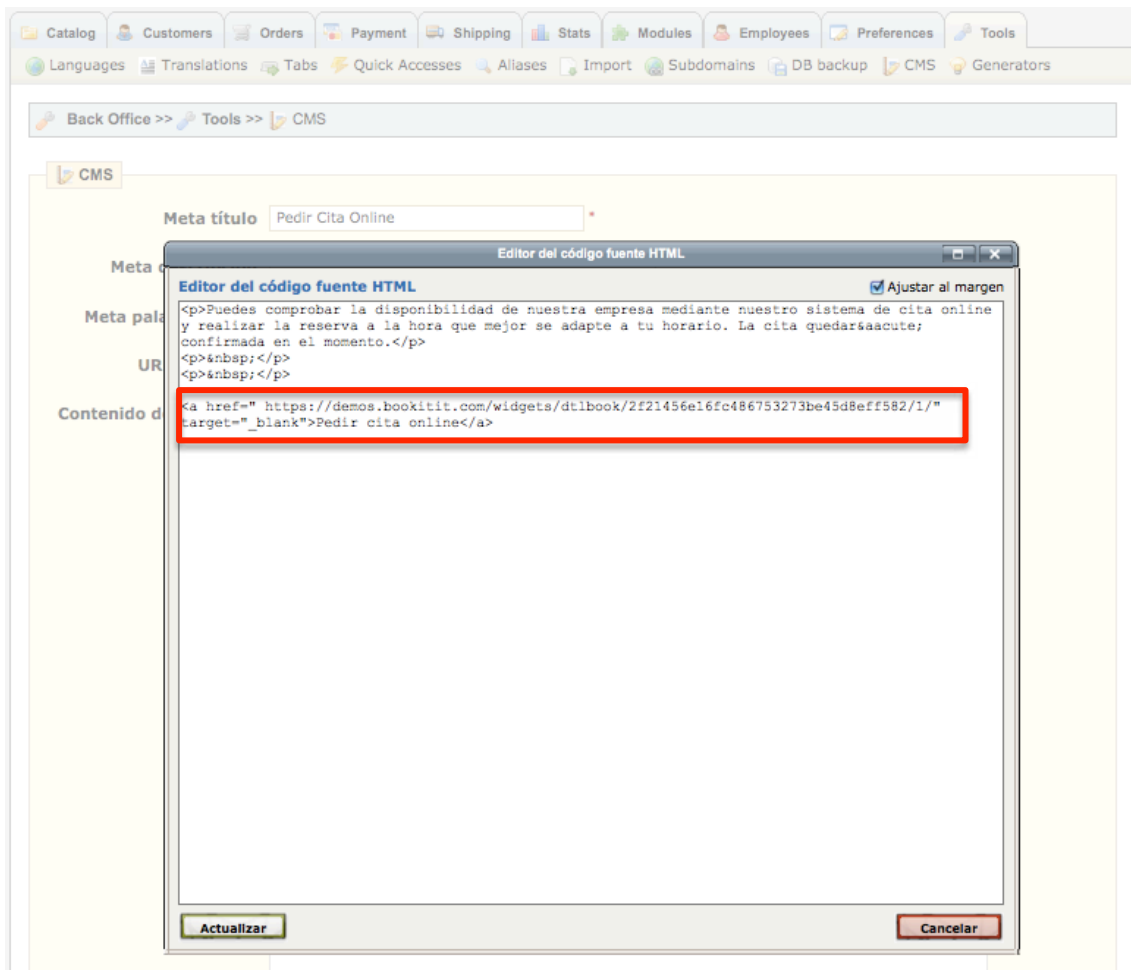 Catalog Customers Orders Payment Shipping Stats Modules Employees Preferences Tools
Languages Translations Tabs Quick Accesses Aliases Import Subdomains DB backup CMS Generators
Back Office >> Tools >> CMS
CMS
Meta título Pedir Cita Online *
Editor del código fuente HTML
Meta
Editor del código fuente HTML Ajustar al margen
Meta pala
UR
Contenido d
<p>Puedes comprobar la disponibilidad de nuestra empresa mediante nuestro sistema de cita online
y realizar la reserva a la hora que mejor se adapte a tu horario. La cita quedar&aacute;
confirmada en el momento.</p>
<p>&nbsp;</p>
<p>&nbsp;</p>
<a href=" https://demos.bookitit.com/widgets/dtlbook/2f21456e16fc486753273be45d8eff582/1/"
target="_blank">Pedir cita online</a>
Actualizar Cancelar